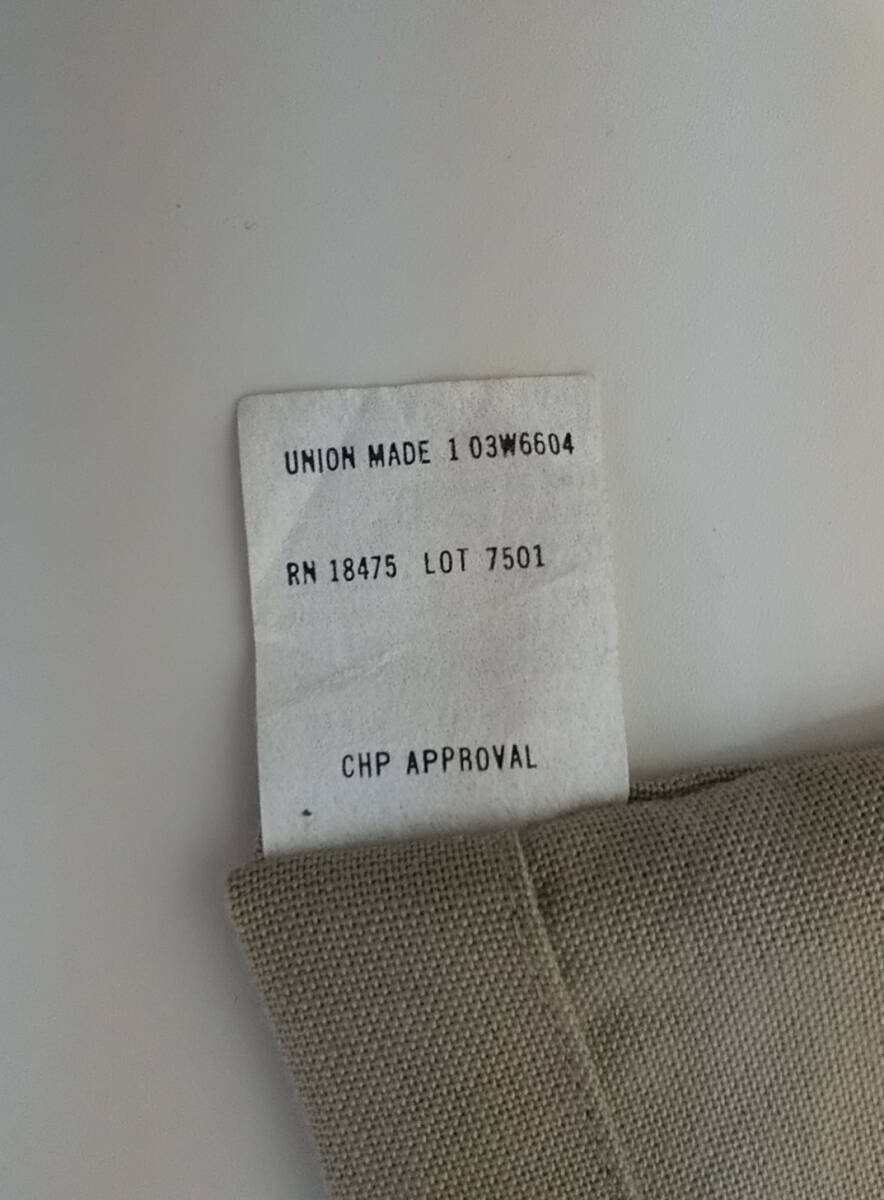 UNION MADE 1 03W6604
RN 18475 LOT 7501
CHP APPROVAL